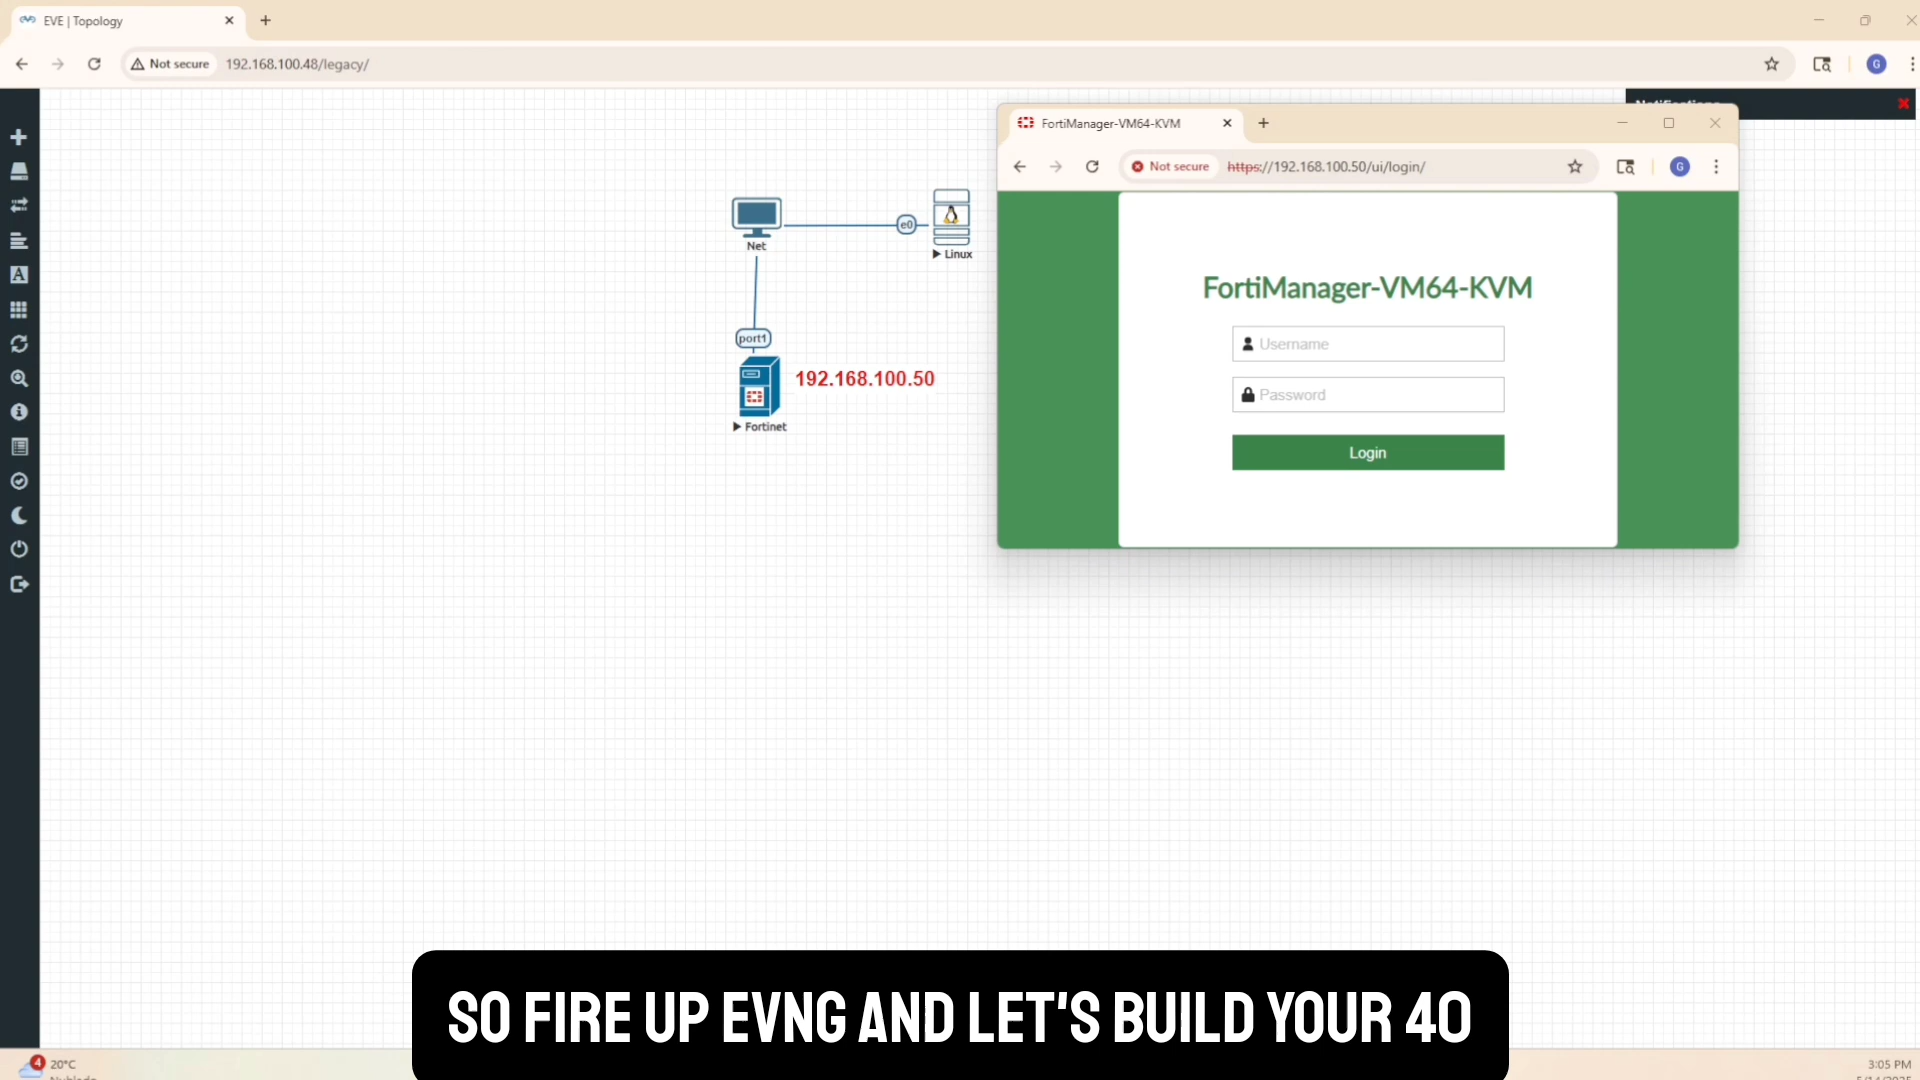 EVE | Topology
Not secure
192.168.100.48/legacy/
FortiManager-VM64-KVM
Not secure
https://192.168.100.50/ui/login/
G
G
A
Net
e0
Linux
port1
192.168.100.50
Fortinet
FortiManager-VM64-KVM
Username
Password
Login
SO FIRE UP EVNG AND LET'S BUILD YOUR 40
4
20°C
3:05 PM